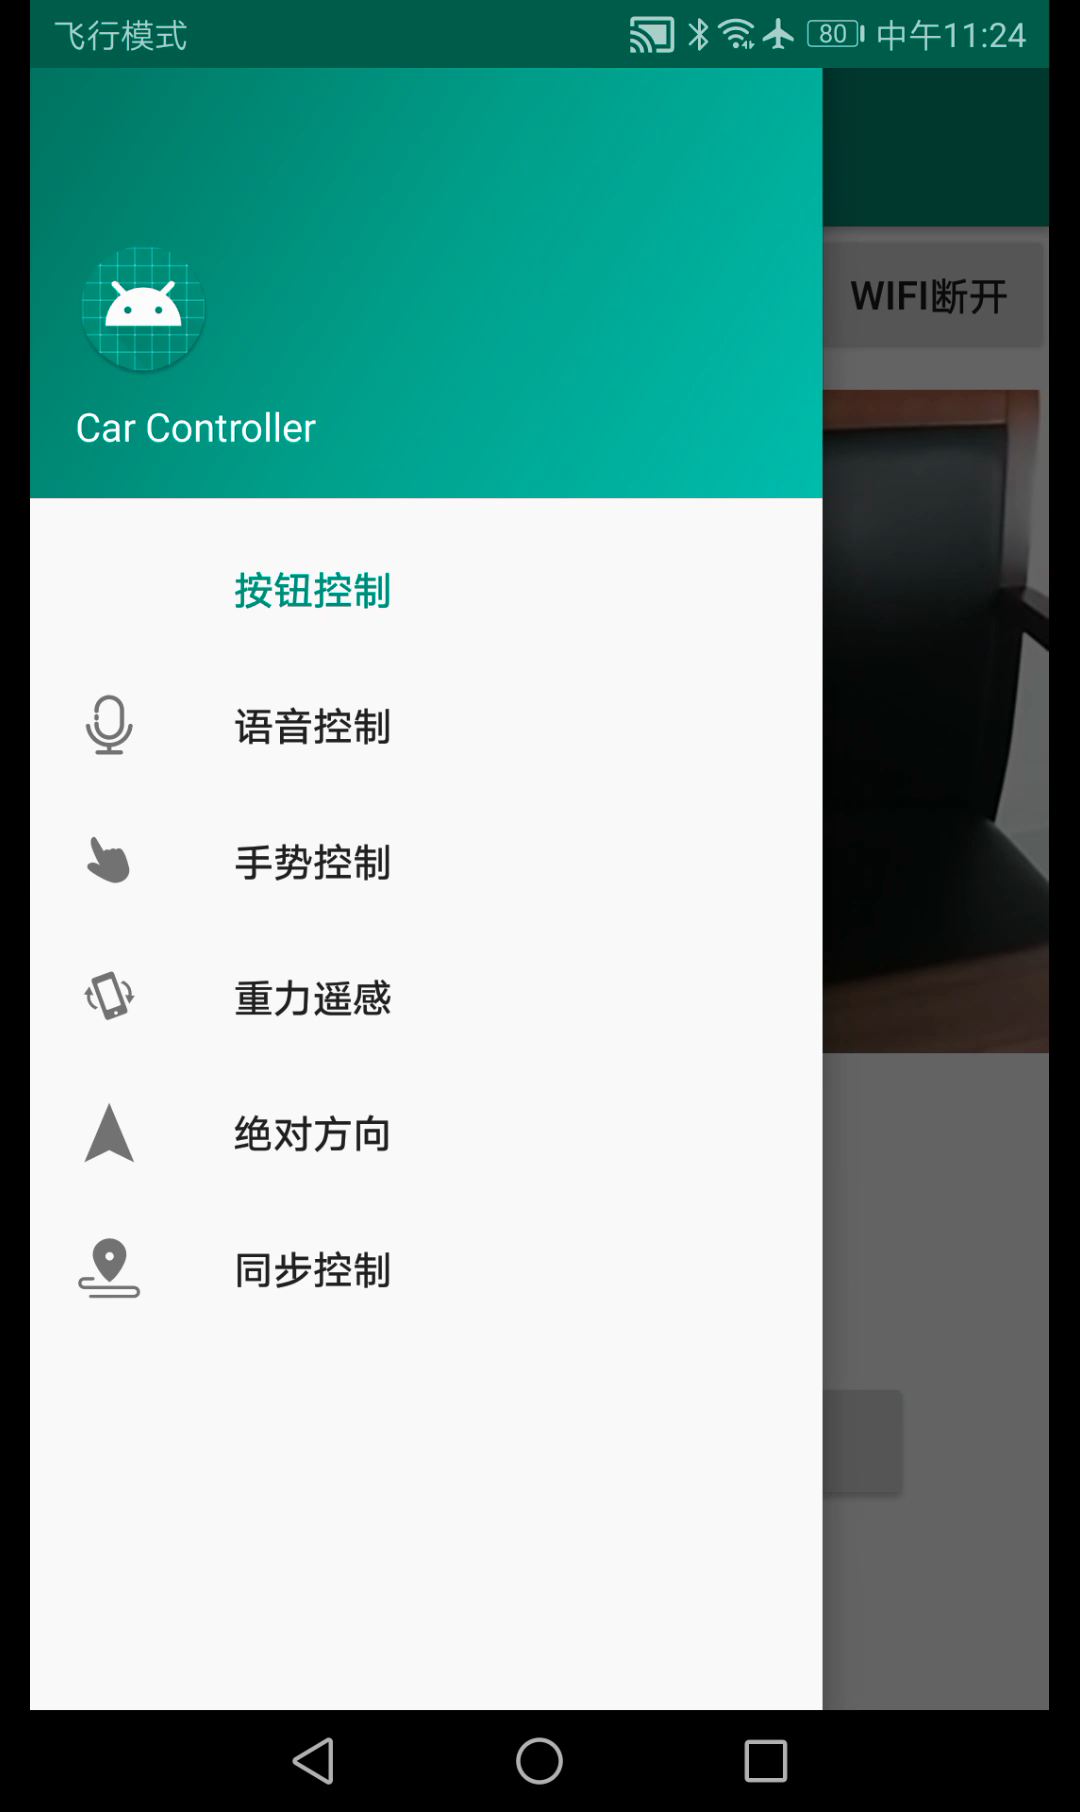 飞行模式 80 中午11:24
WIFI断开
Car Controller
按钮控制
语音控制
手势控制
重力遥感
绝对方向
同步控制